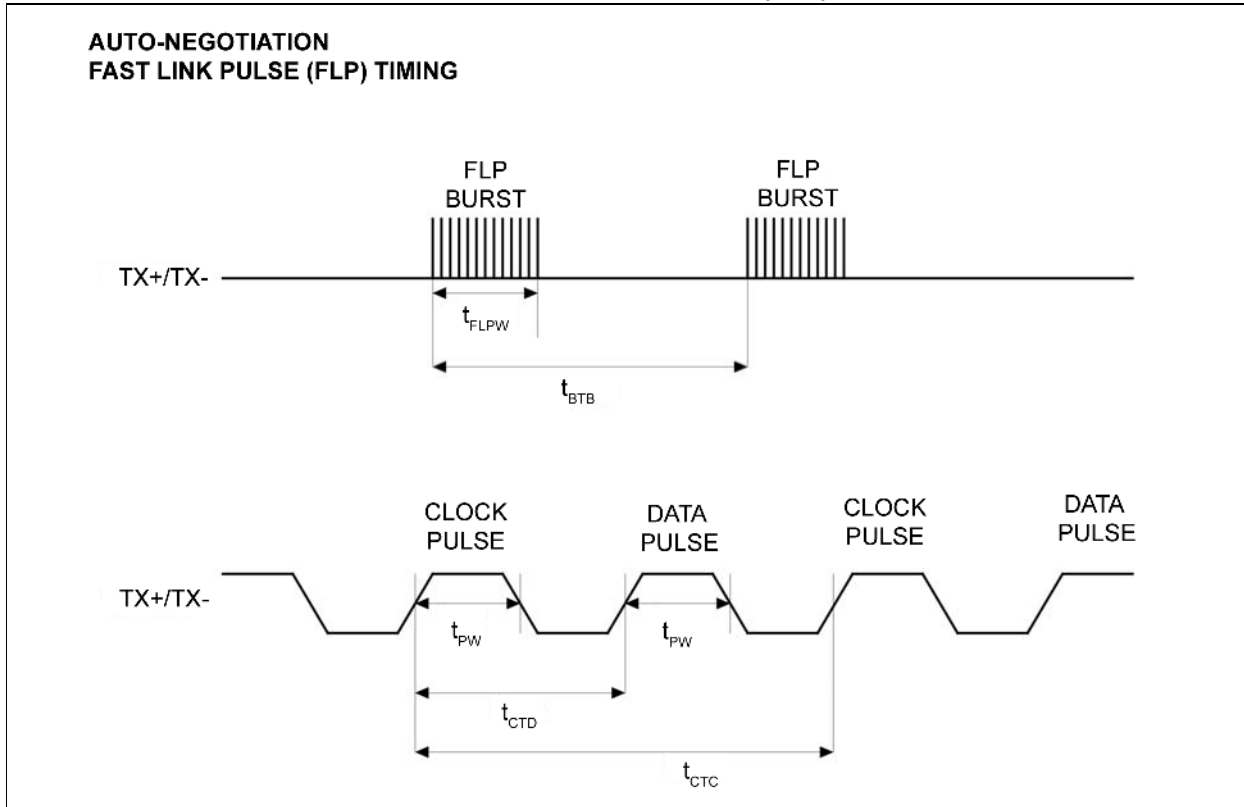 AUTO-NEGOTIATION
FAST LINK PULSE (FLP) TIMING
FLP
BURST
FLP
BURST
TX+/TX-
tFLPW
tBTB
CLOCK
PULSE
DATA
PULSE
CLOCK
PULSE
DATA
PULSE
TX+/TX-
tPW
tPW
tCTD
tCTC